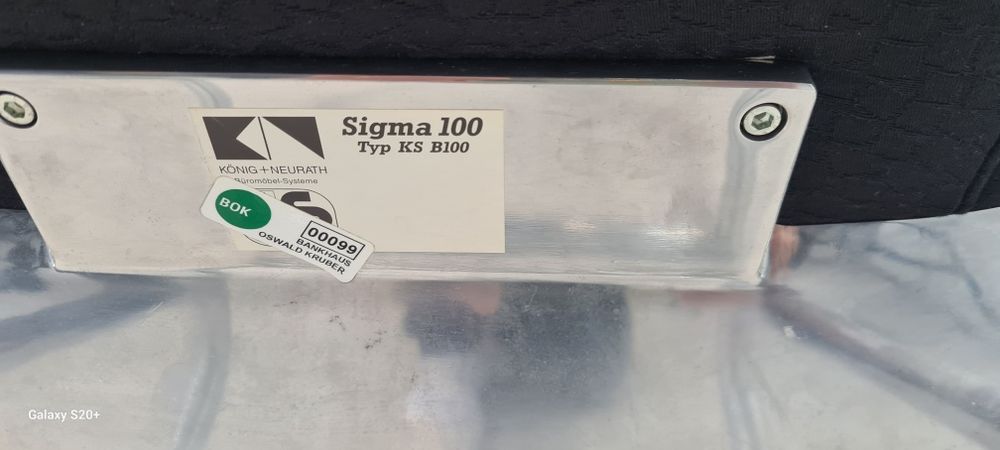 Sigma 100
Typ KS B100
KÖNIG+NEURATH
Büromöbel-Systeme
BOK
00099
BANKHAUS
OSWALD KRUBER
Galaxy S20+